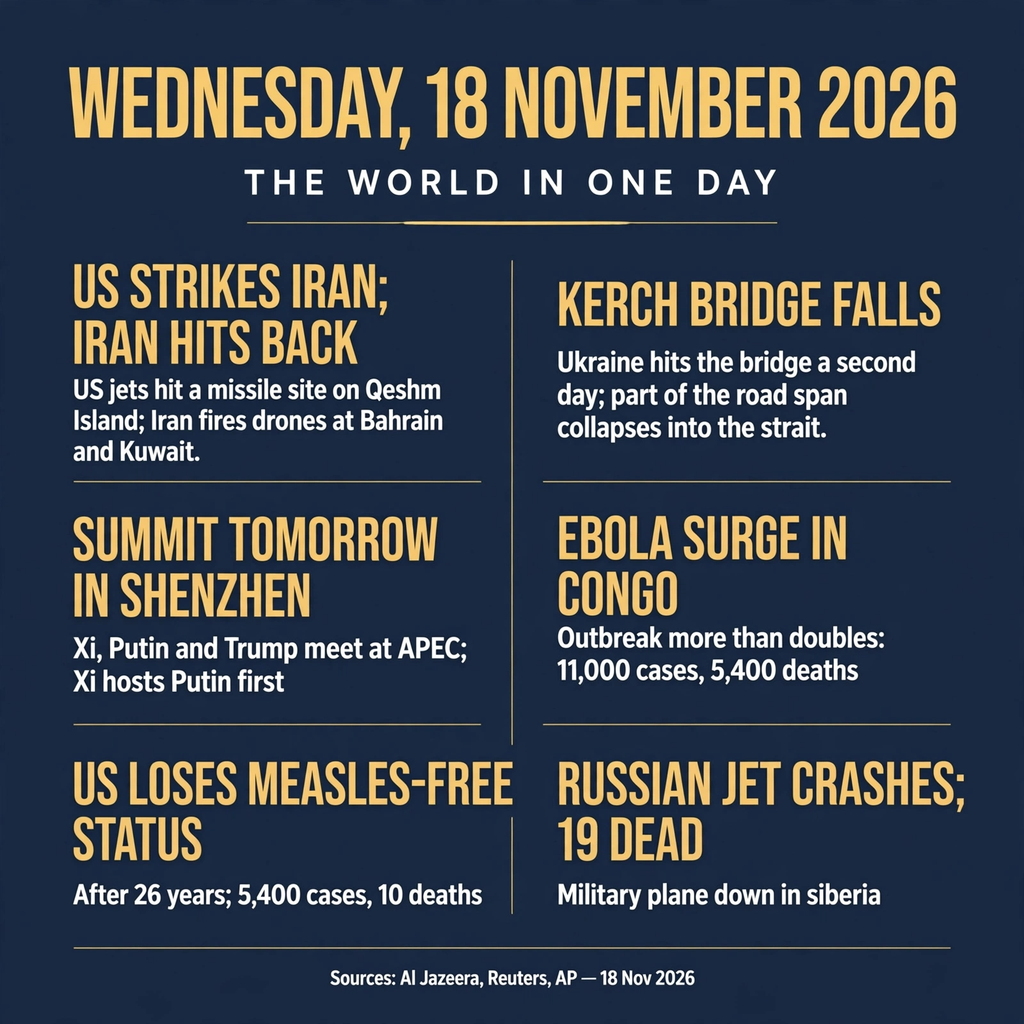 WEDNESDAY, 18 NOVEMBER 2026
THE WORLD IN ONE DAY
US STRIKES IRAN;
IRAN HITS BACK
US jets hit a missile site on Qeshm
Island; Iran fires drones at Bahrain
and Kuwait.
KERCH BRIDGE FALLS
Ukraine hits the bridge a second
day; part of the road span
collapses into the strait.
SUMMIT TOMORROW
IN SHENZHEN
Xi, Putin and Trump meet at APEC;
Xi hosts Putin first
EBOLA SURGE IN
CONGO
Outbreak more than doubles:
11,000 cases, 5,400 deaths
US LOSES MEASLES-FREE
STATUS
After 26 years; 5,400 cases, 10 deaths
RUSSIAN JET CRASHES;
19 DEAD
Military plane down in siberia
Sources: Al Jazeera, Reuters, AP — 18 Nov 2026